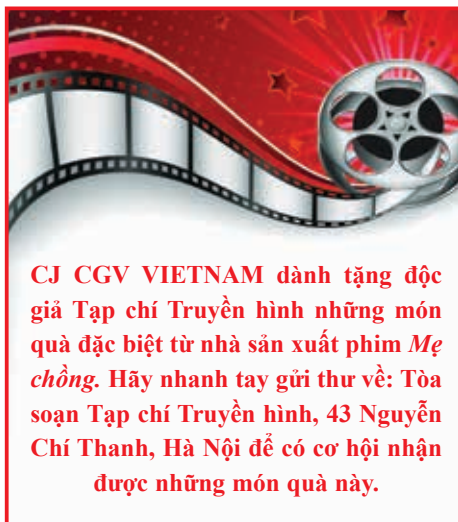 CJ CGV VIETNAM dành tặng độc
giả Tạp chí Truyền hình những món
quà đặc biệt từ nhà sản xuất phim Mẹ
chồng. Hãy nhanh tay gửi thư về: Tòa
soạn Tạp chí Truyền hình, 43 Nguyễn
Chí Thanh, Hà Nội để có cơ hội nhận
được những món quà này.